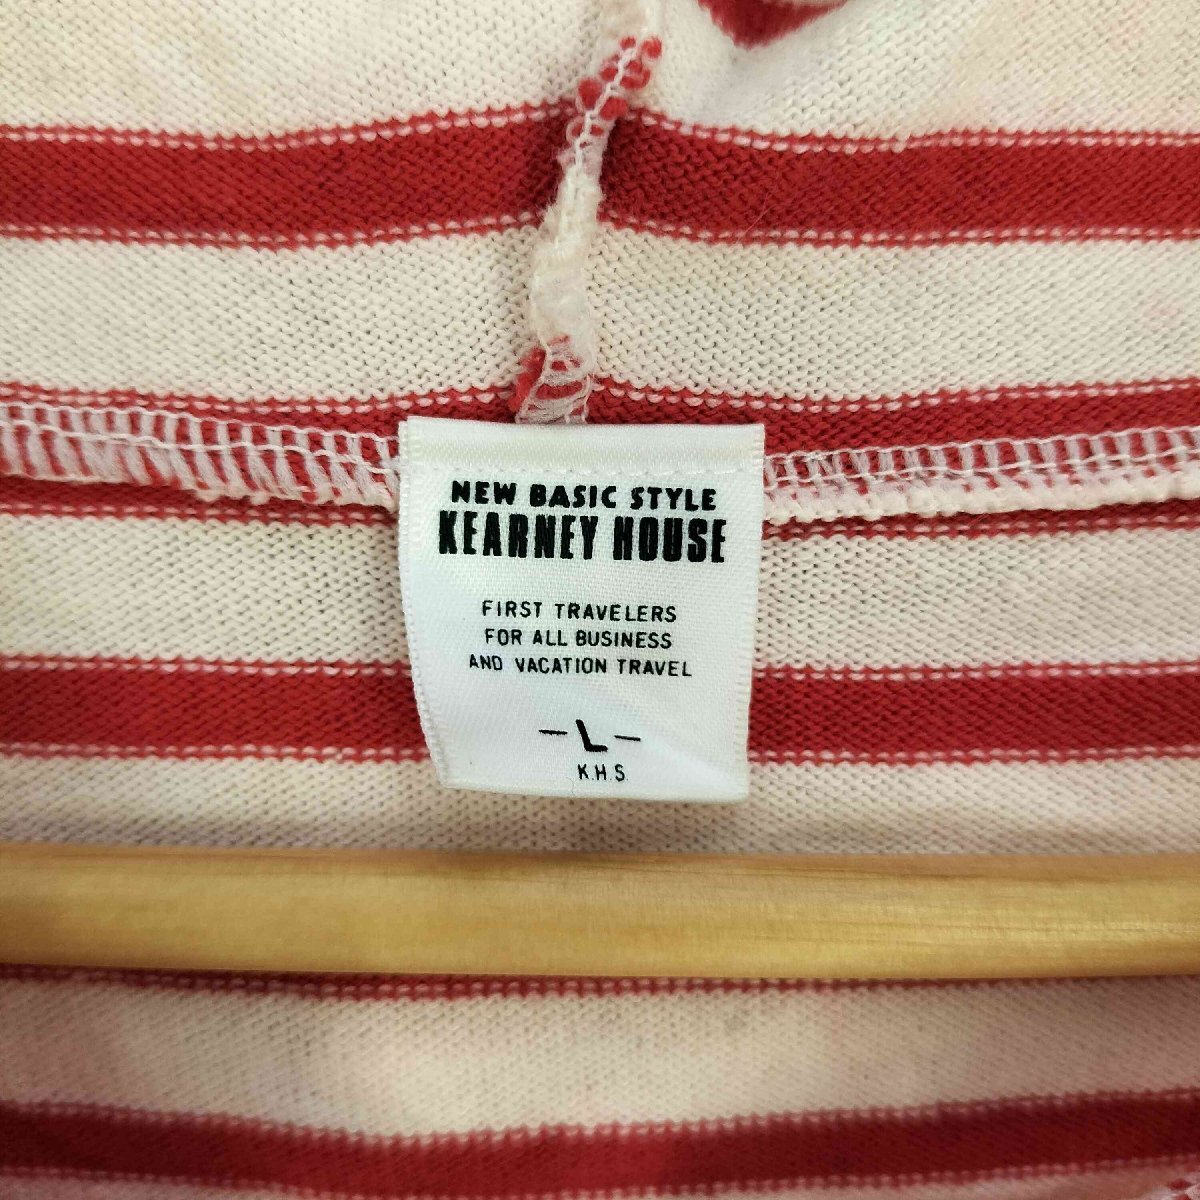 NEW BASIC STYLE
KEARNEY HOUSE
FIRST TRAVELERS
FOR ALL BUSINESS
AND VACATION TRAVEL
-L-
K.H.S